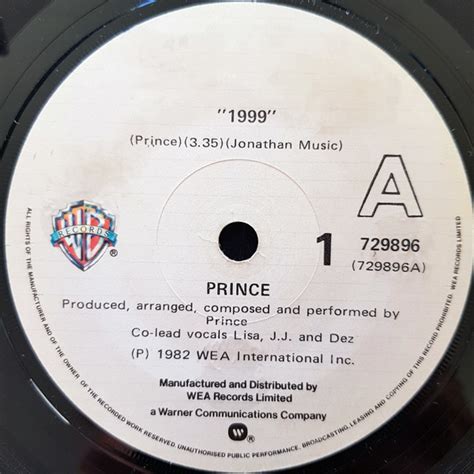 "1999"
(Prince)(3.35)(Jonathan Music)
A
WB
RECORDS
®
1
729896
(729896A)
PRINCE
Produced, arranged, composed and performed by
Prince
Co-lead vocals Lisa, J.J. and Dez
(P) 1982 WEA International Inc.
Manufactured and Distributed by
WEA Records Limited
a Warner Communications Company
ALL RIGHTS OF THE MANUFACTURER AND OF THE OWNER OF THE RECORDED WORK RESERVED. UNAUTHORISED PUBLIC PERFORMANCE, BROADCASTING, LEASING AND COPYING OF THIS RECORD PROHIBITED. WEA RECORDS LIMITED